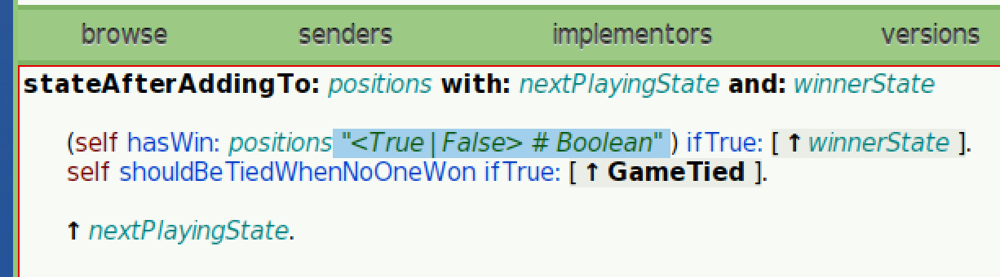 browse senders implementors versions
stateAfterAddingTo: positions with: nextPlayingState and: winnerState
(self hasWin: positions "<True | False> # Boolean" ) ifTrue: [ ↑ winnerState ].
self shouldBeTiedWhenNoOneWon ifTrue: [ ↑ GameTied ].
↑ nextPlayingState.